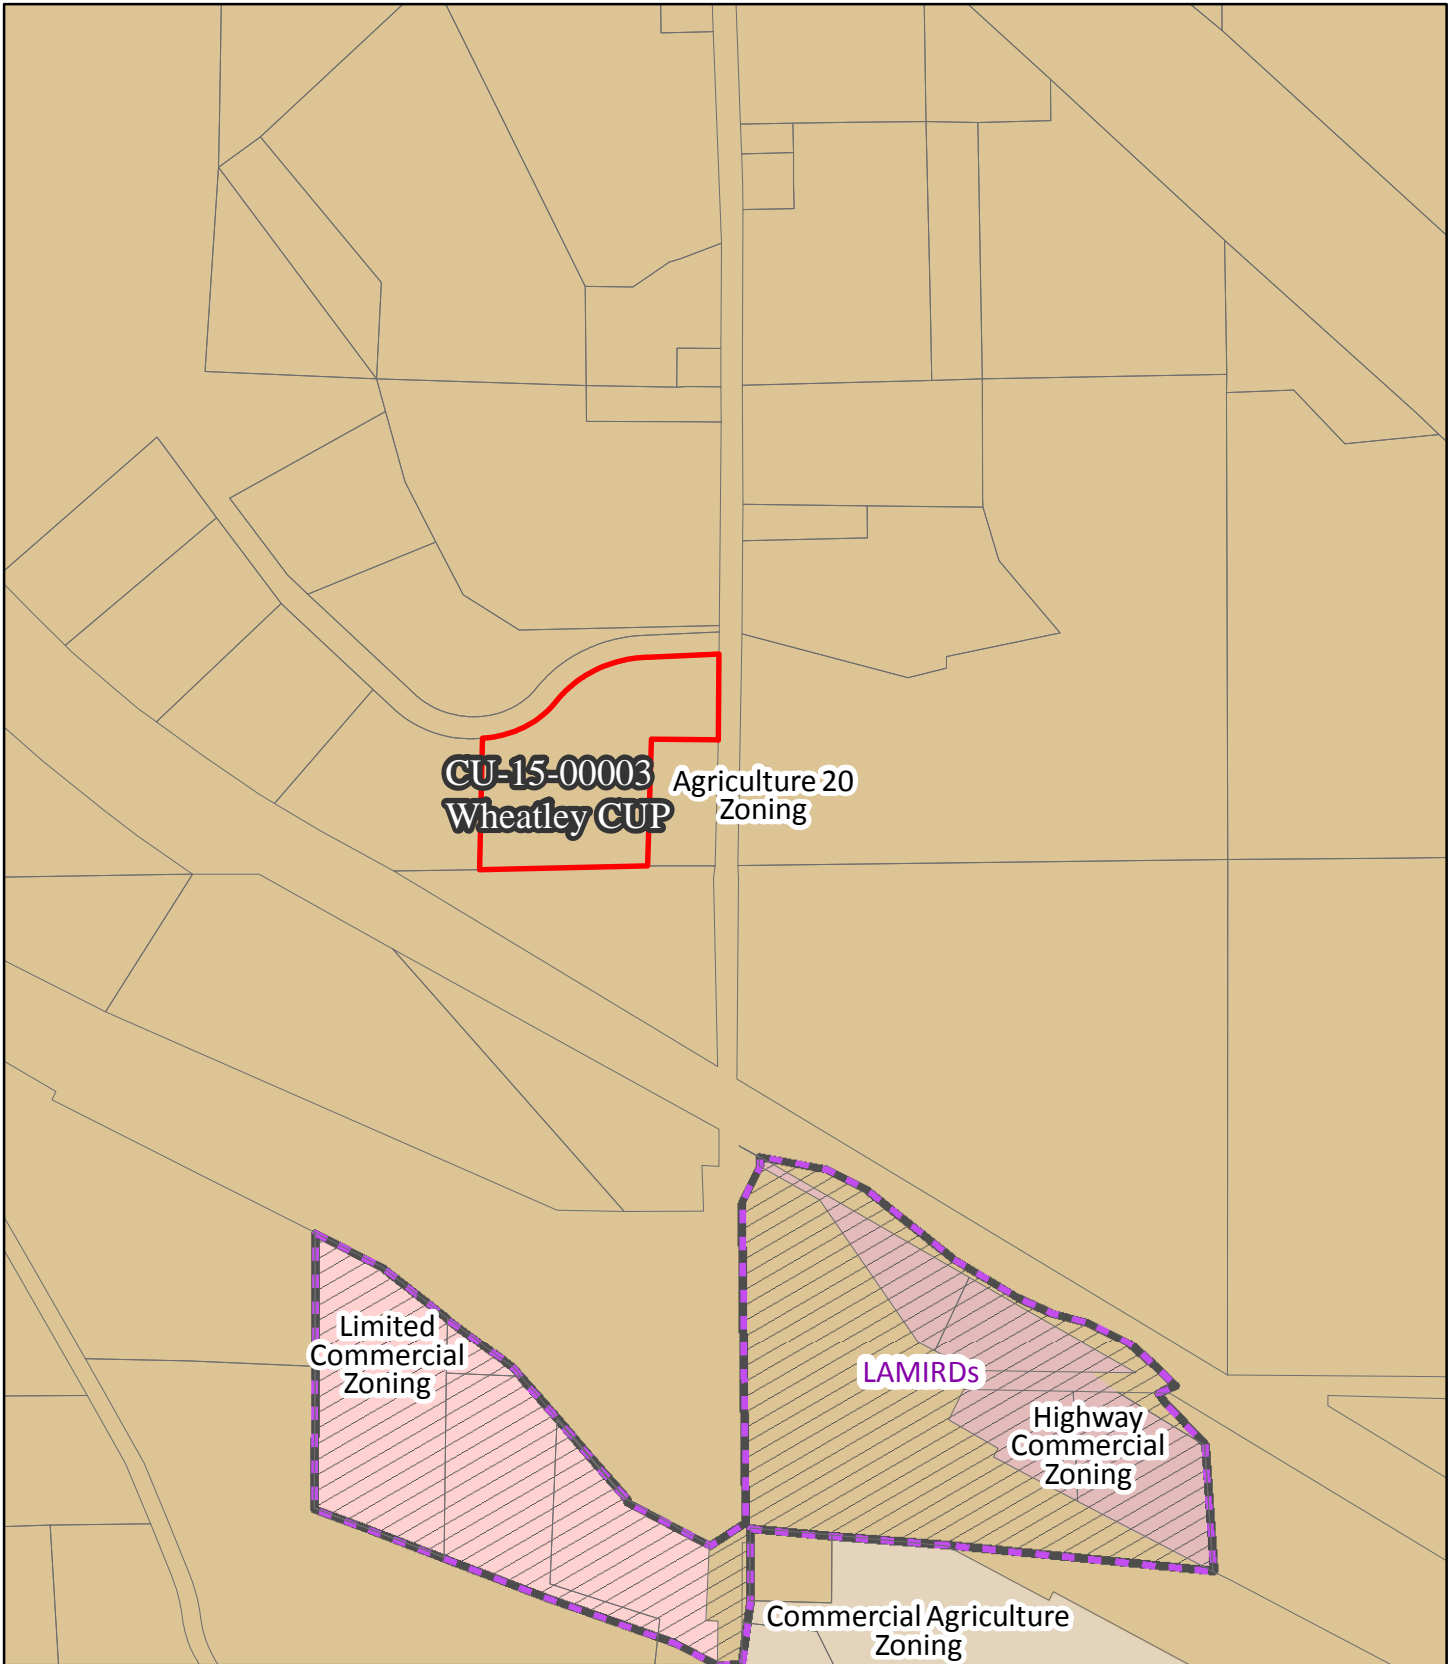 CU-15-00003
Wheatley CUP
Agriculture 20
Zoning
Limited
Commercial
Zoning
LAMIRDs
Highway
Commercial
Zoning
Commercial Agriculture
Zoning